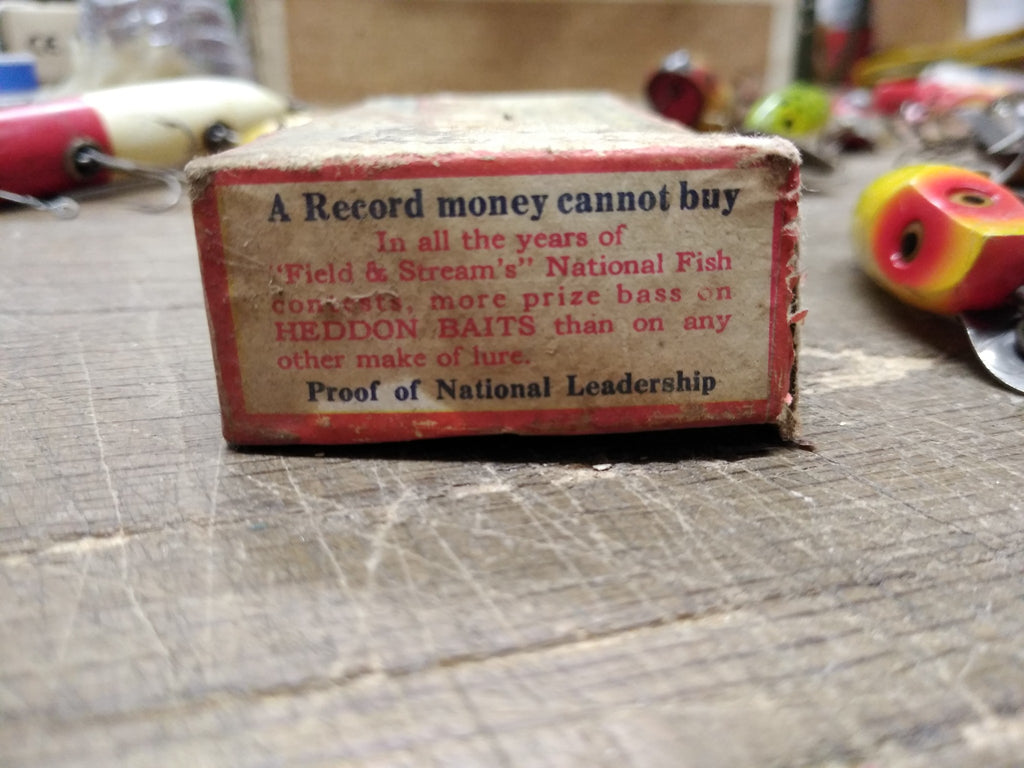 A Record money cannot buy
In all the years of
"Field & Stream's" National Fish
contests, more prize bass on
HEDDON BAITS than on any
other make of lure.
Proof of National Leadership